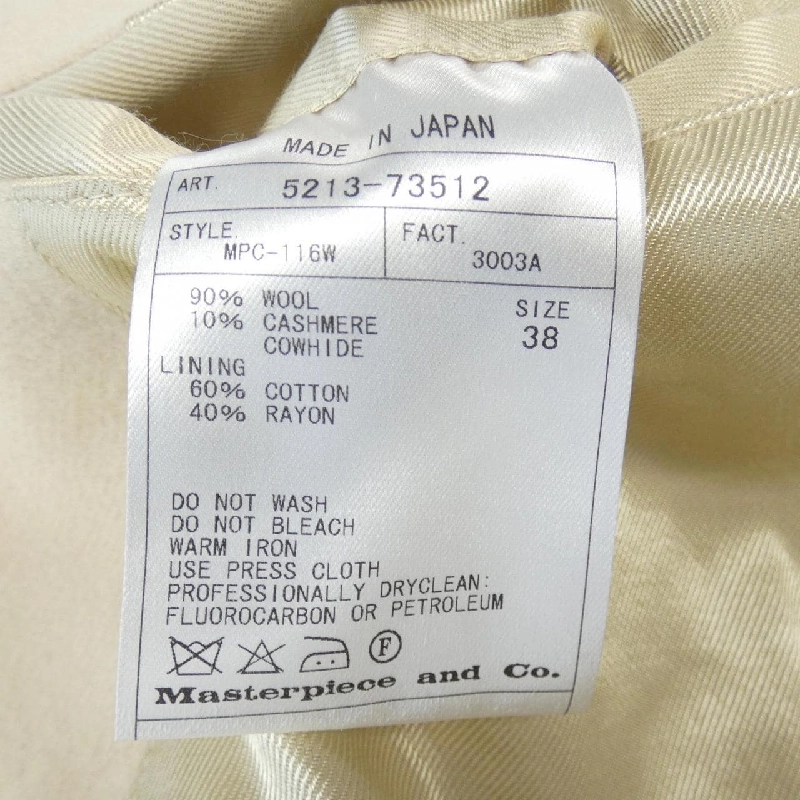 MADE IN JAPAN
ART. 5213-73512
STYLE. FACT.
MPC-116W 3003A
90% WOOL SIZE
10% CASHMERE 38
COWHIDE
LINING
60% COTTON
40% RAYON
DO NOT WASH
DO NOT BLEACH
WARM IRON
USE PRESS CLOTH
PROFESSIONALLY DRYCLEAN:
FLUOROCARBON OR PETROLEUM
F
Masterpiece and Co.